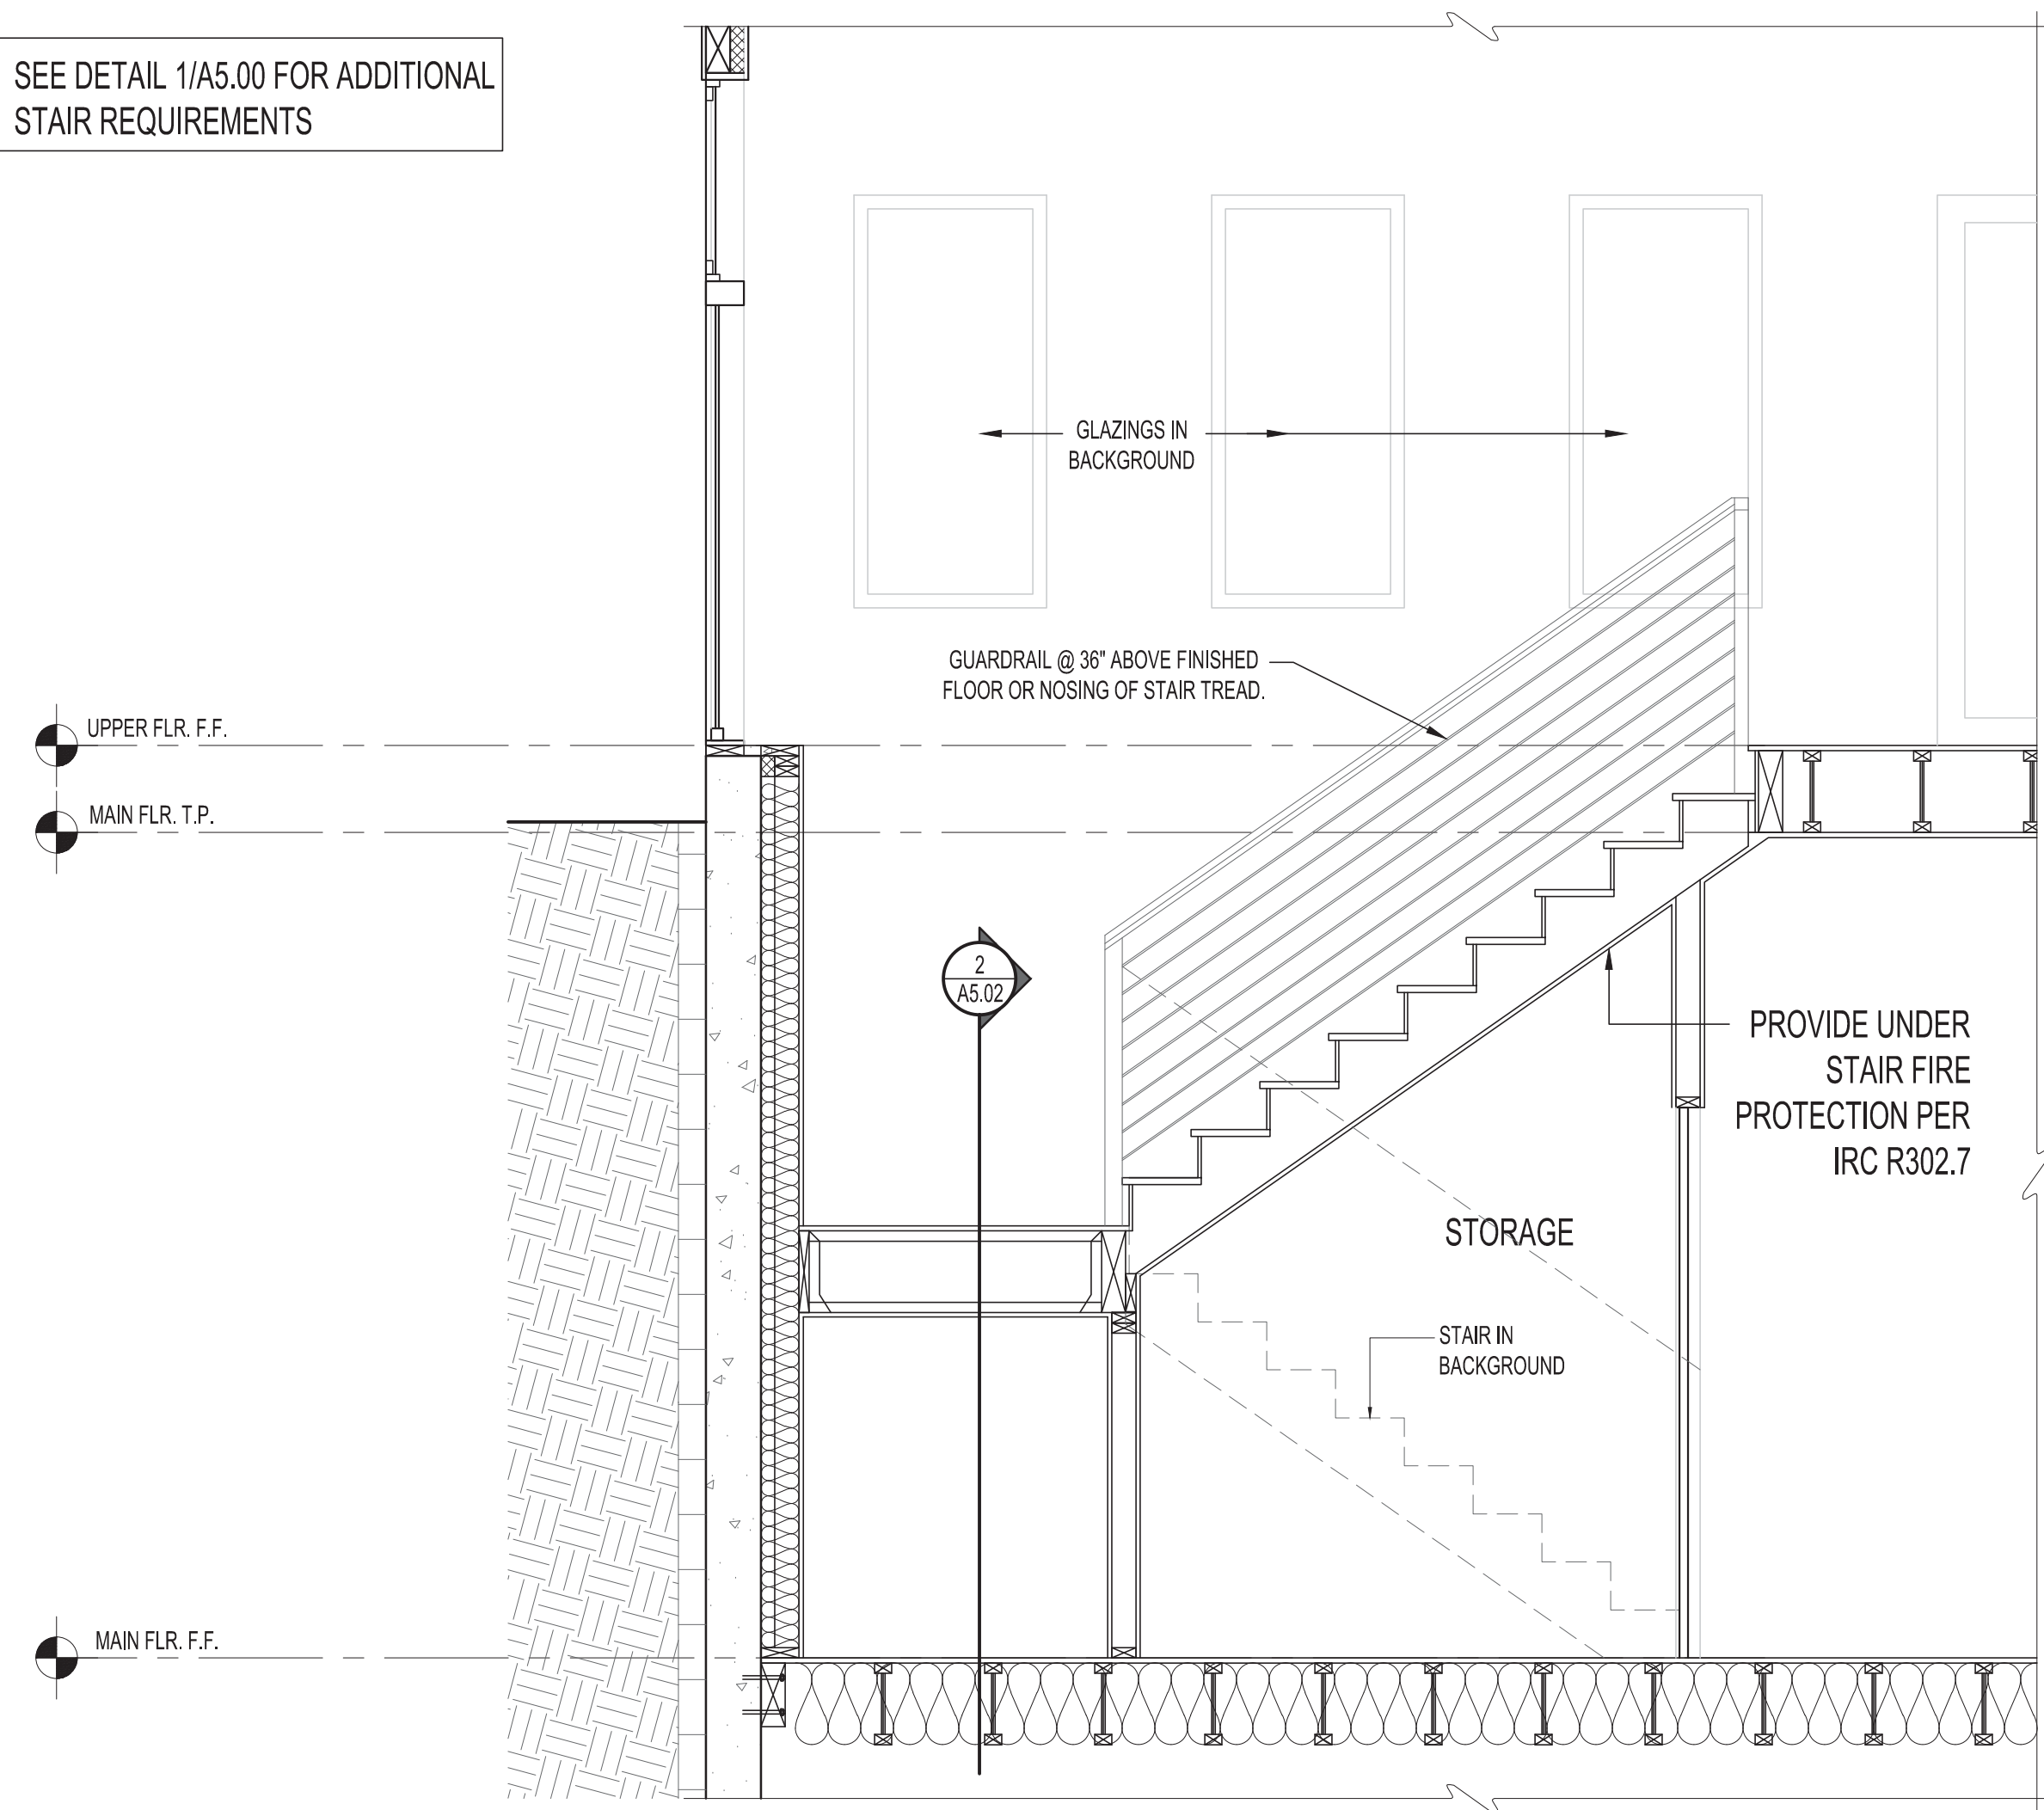 SEE DETAIL 1/A5.00 FOR ADDITIONAL
STAIR REQUIREMENTS
GLAZINGS IN
BACKGROUND
GUARDRAIL @ 36" ABOVE FINISHED
FLOOR OR NOSING OF STAIR TREAD.
UPPER FLR. F.F.
MAIN FLR. T.P.
2
A5.02
PROVIDE UNDER
STAIR FIRE
PROTECTION PER
IRC R302.7
STORAGE
STAIR IN
BACKGROUND
MAIN FLR. F.F.